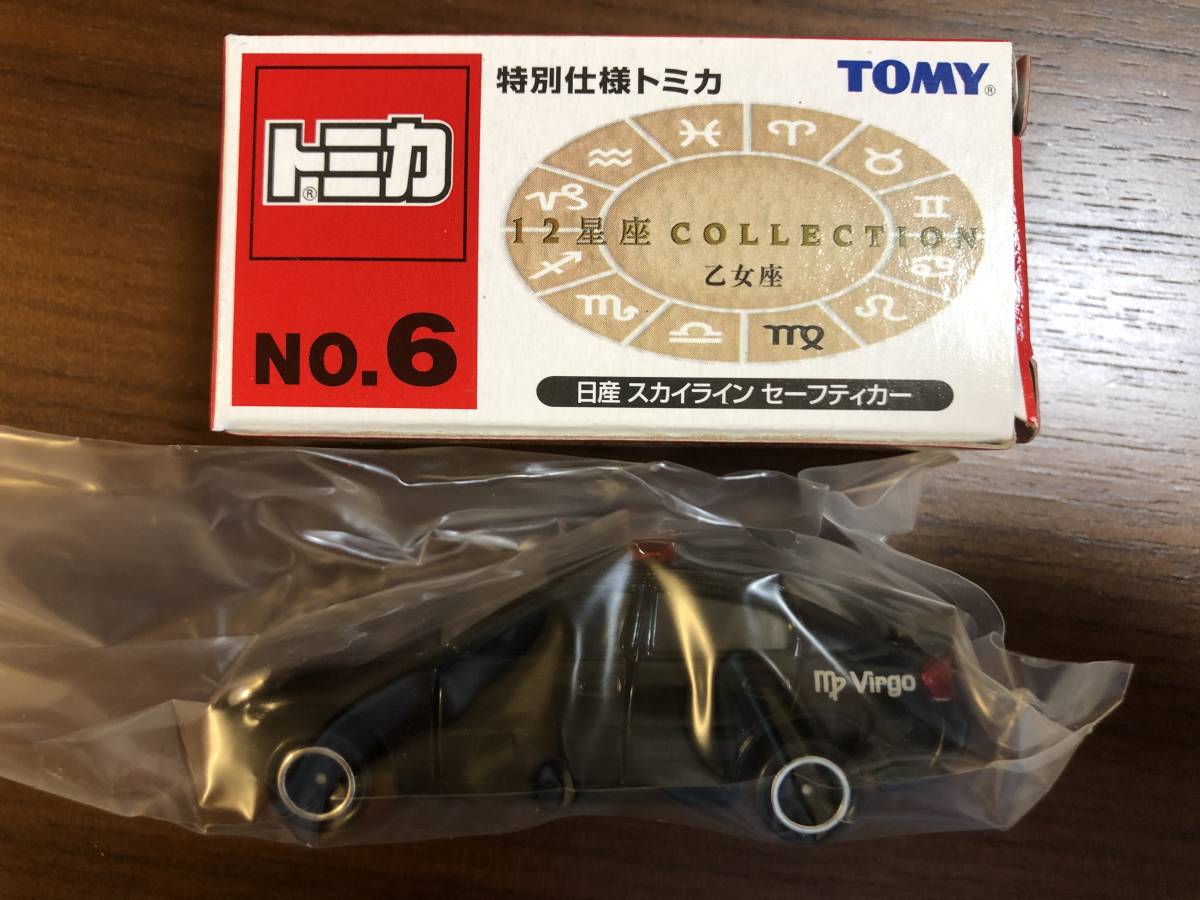 特別仕様トミカ
TOMY®
トミカ®
12星座 COLLECTION
乙女座
NO.6
日産 スカイライン セーフティカー
Virgo